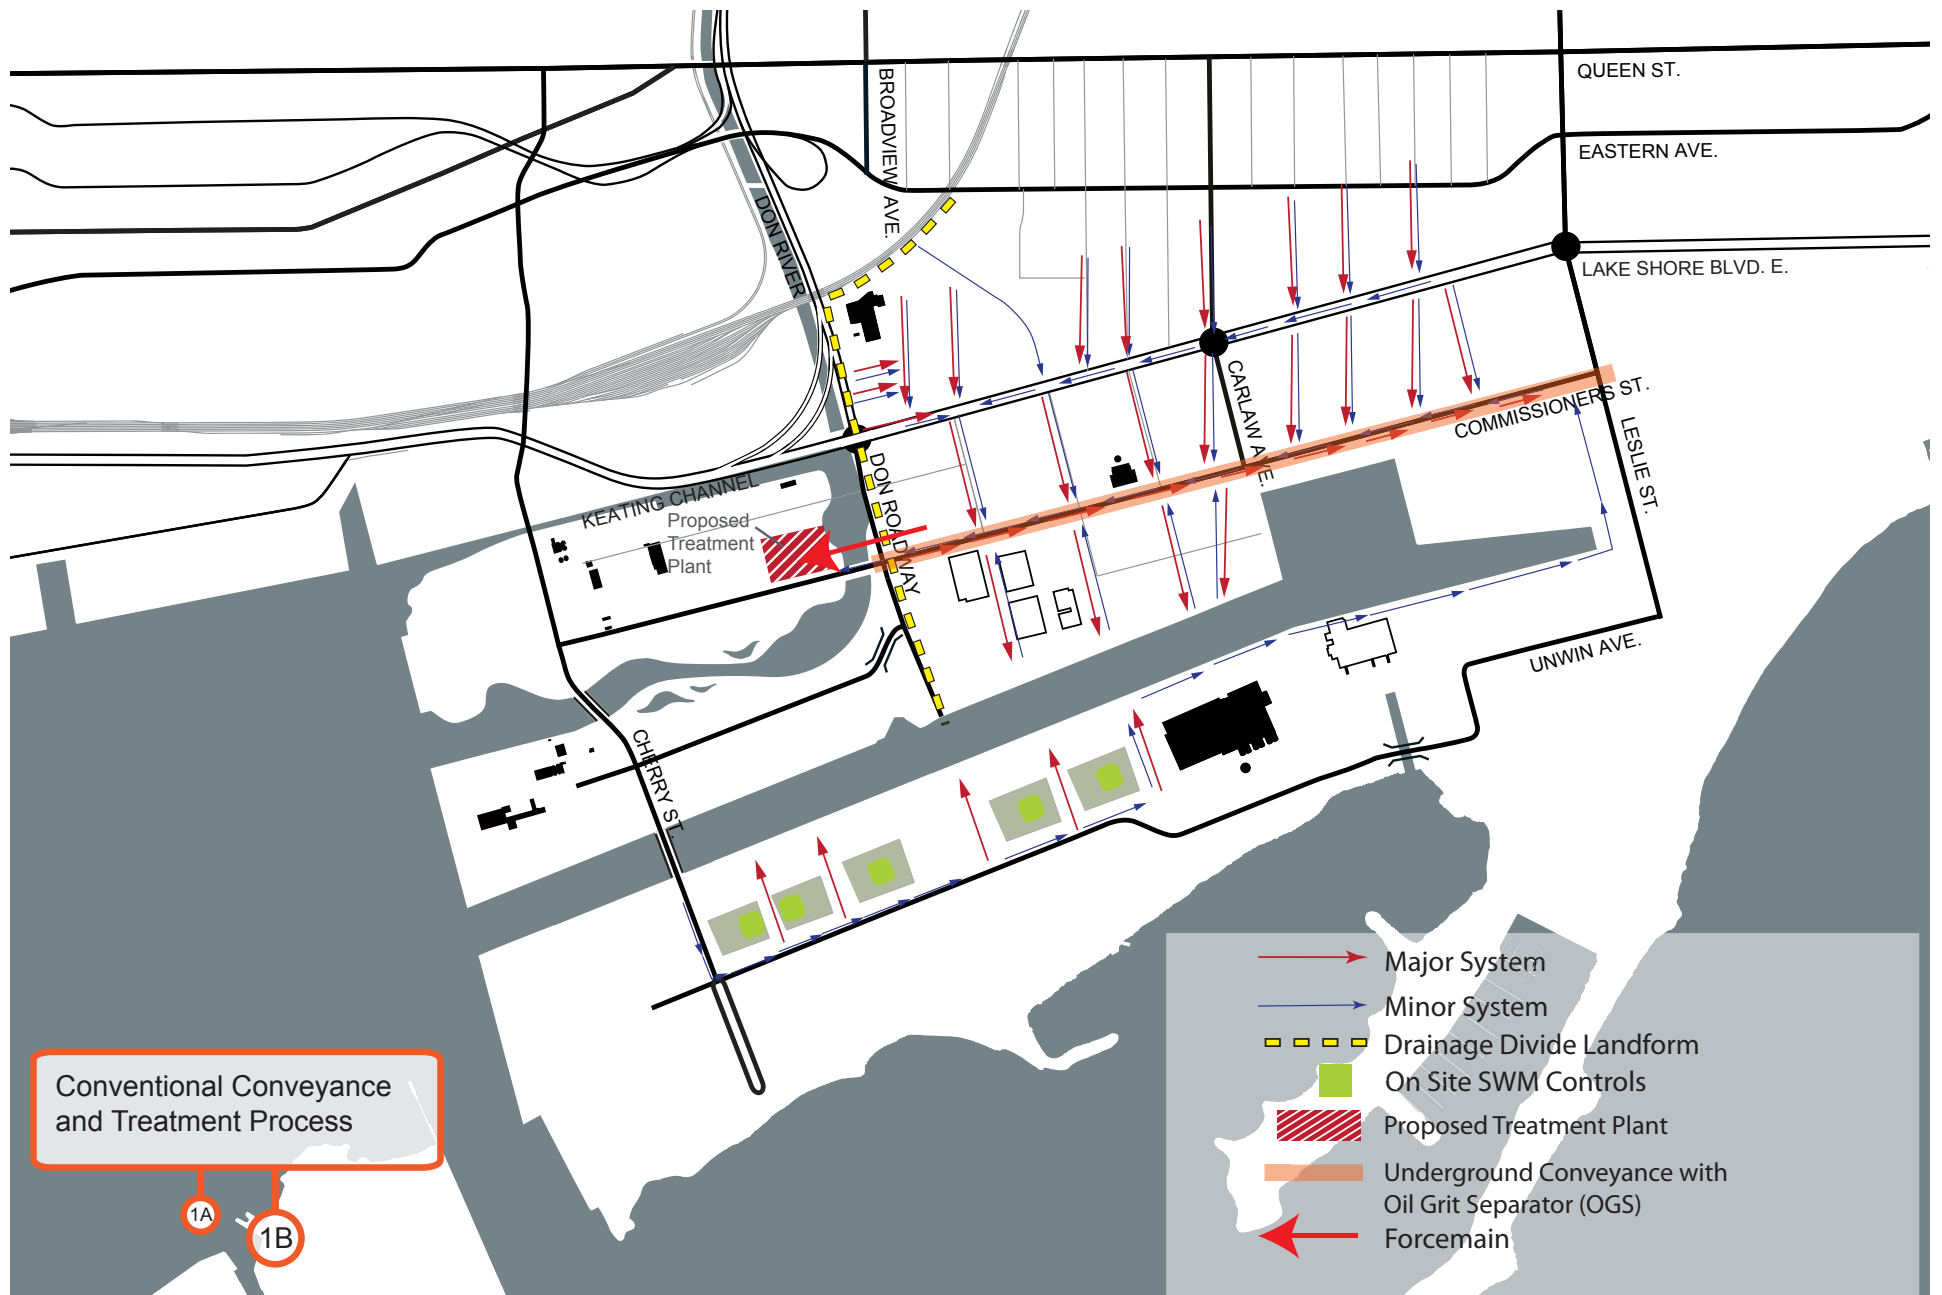 QUEEN ST.
EASTERN AVE.
BROADVIEW AVE.
DON RIVER
LAKE SHORE BLVD. E.
CARLAW AVE.
COMMISSIONERS ST.
LESLIE ST.
DON ROADWAY
KEATING CHANNEL
Proposed
Treatment
Plant
UNWIN AVE.
CHERRY ST.
Major System
Minor System
Drainage Divide Landform
On Site SWM Controls
Proposed Treatment Plant
Underground Conveyance with
Oil Grit Separator (OGS)
Forcemain
Conventional Conveyance
and Treatment Process
1A
1B